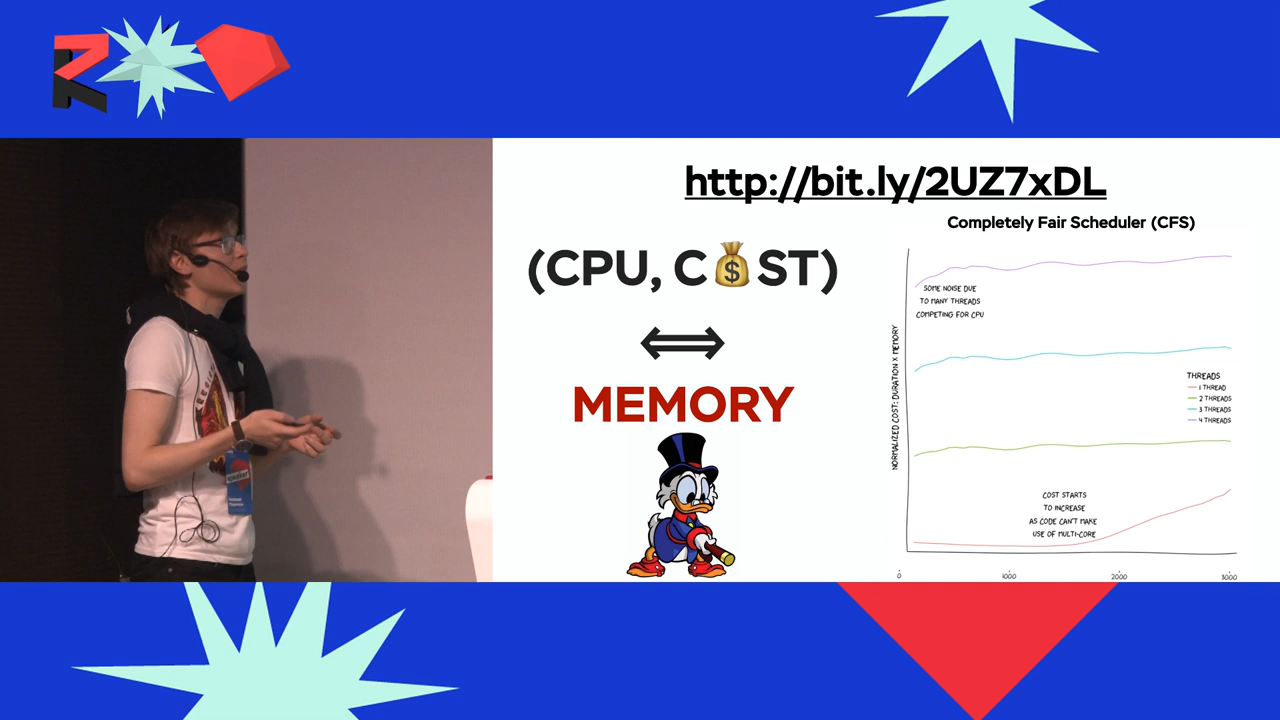 http://bit.ly/2UZ7xDL
Completely Fair Scheduler (CFS)
(CPU, C💰ST)
⟺
MEMORY
SOME NOISE DUE
TO MANY THREADS
COMPETING FOR CPU
NORMALIZED COST: DURATION X MEMORY
THREADS
1 THREAD
2 THREADS
3 THREADS
4 THREADS
COST STARTS
TO INCREASE
AS CODE CAN'T MAKE
USE OF MULTI-CORE
0
1000
2000
3000